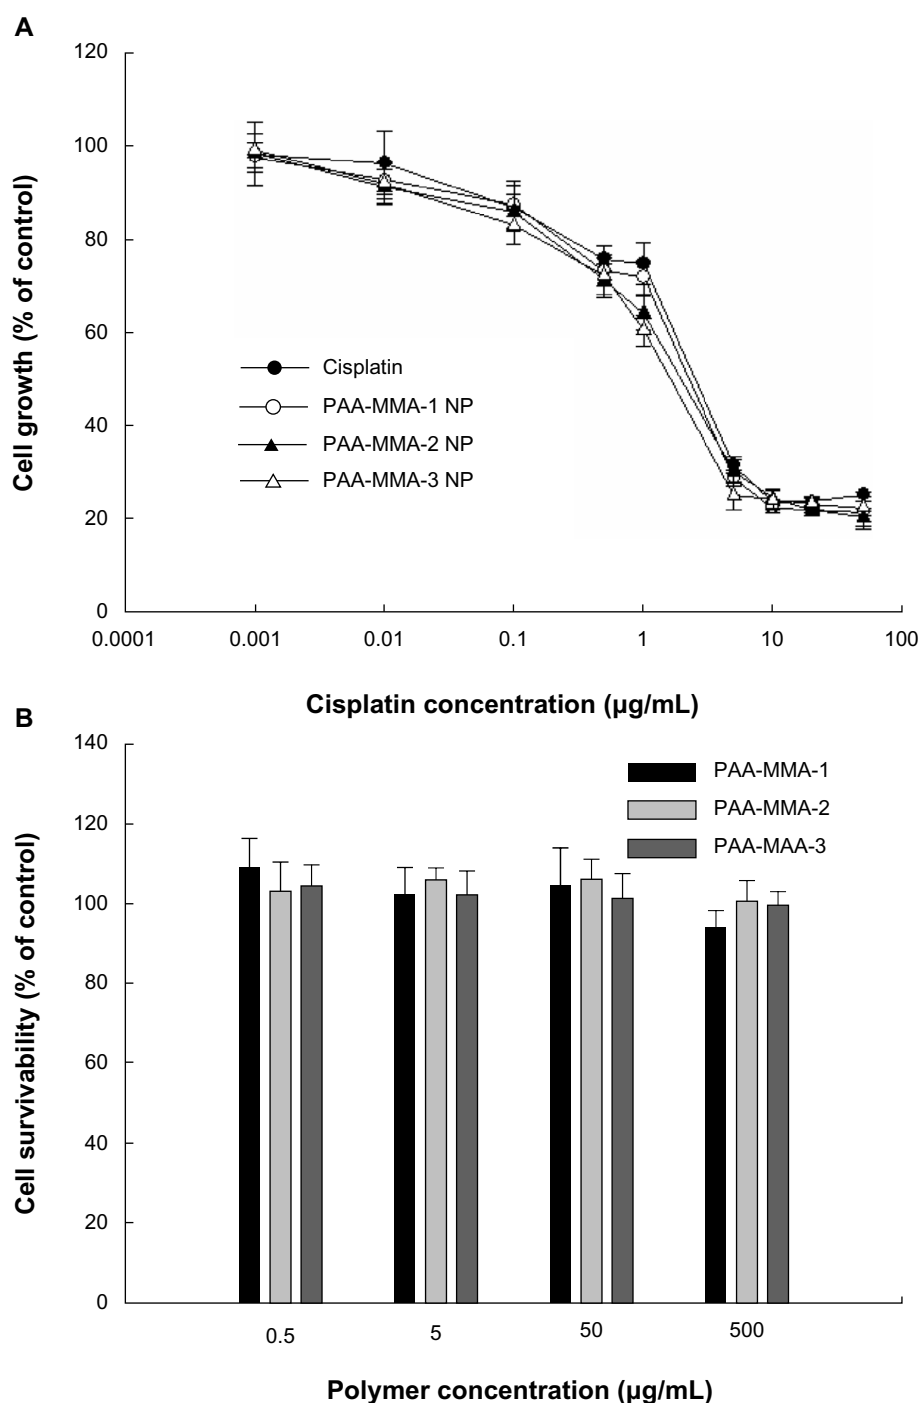 A
120
100
80
60
40
20
0
Cell growth (% of control)
Cisplatin
PAA-MMA-1 NP
PAA-MMA-2 NP
PAA-MMA-3 NP
0.0001 0.001 0.01 0.1 1 10 100
Cisplatin concentration (µg/mL)
B
140
120
100
80
60
40
20
0
Cell survivability (% of control)
PAA-MMA-1
PAA-MMA-2
PAA-MAA-3
0.5 5 50 500
Polymer concentration (µg/mL)